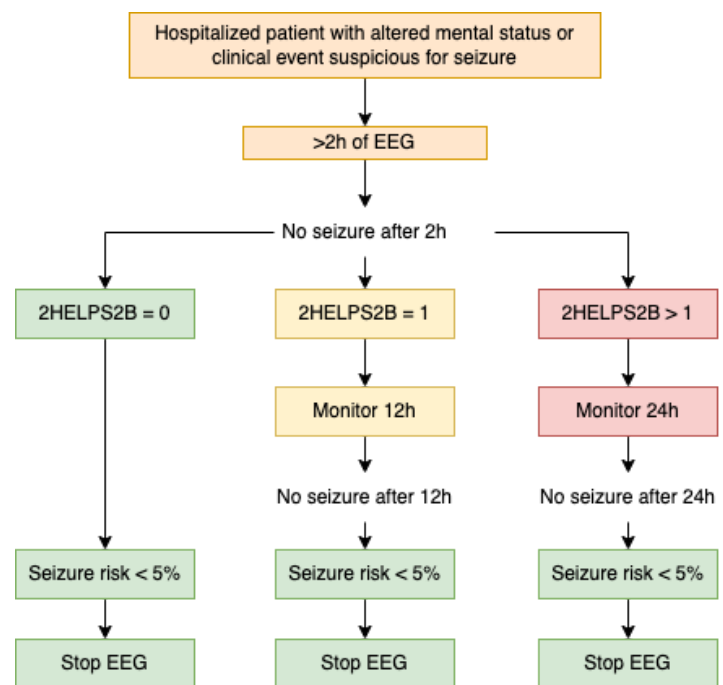 Hospitalized patient with altered mental status or
clinical event suspicious for seizure
>2h of EEG
No seizure after 2h
2HELPS2B = 0
2HELPS2B = 1
2HELPS2B > 1
Monitor 12h
Monitor 24h
No seizure after 12h
No seizure after 24h
Seizure risk < 5%
Seizure risk < 5%
Seizure risk < 5%
Stop EEG
Stop EEG
Stop EEG